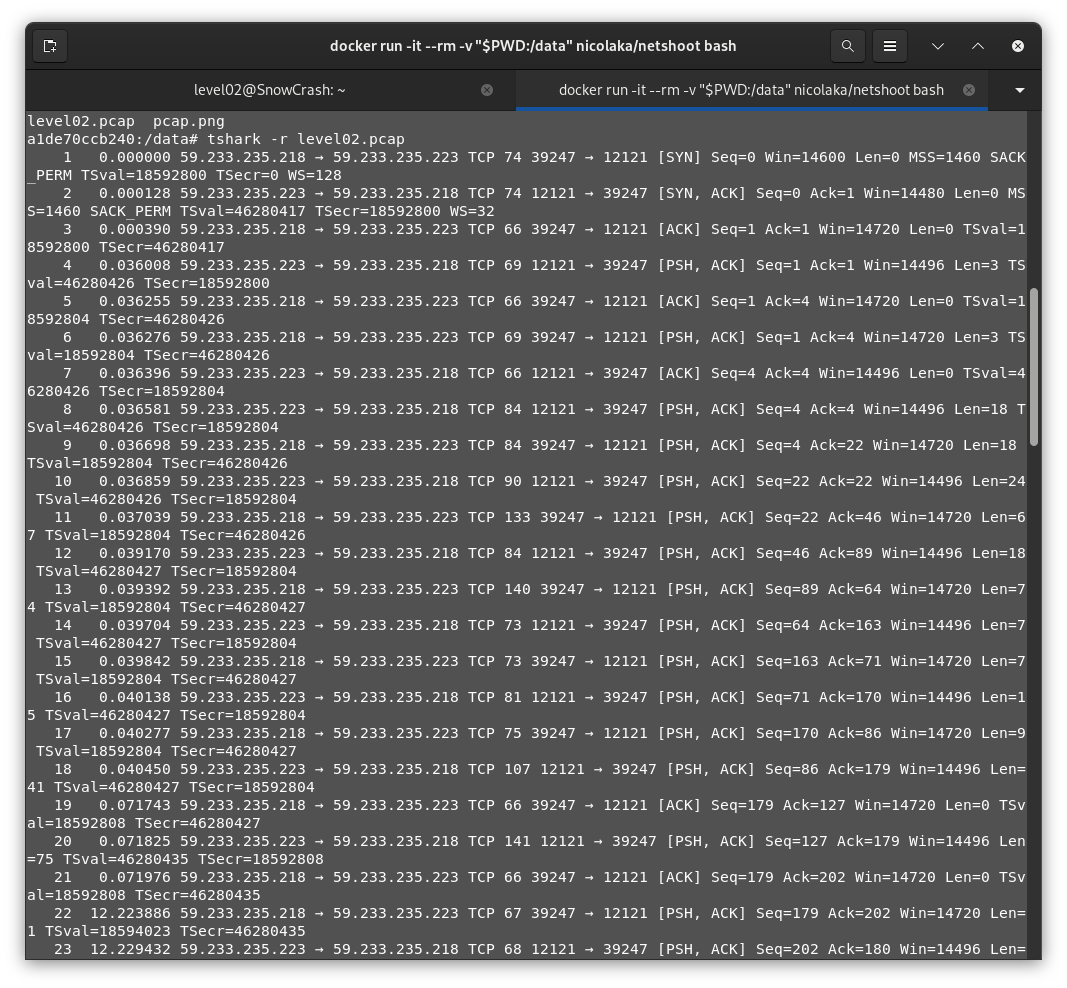 docker run -it --rm -v "$PWD:/data" nicolaka/netshoot bash
level02@SnowCrash: ~
docker run -it --rm -v "$PWD:/data" nicolaka/netshoot bash
level02.pcap  pcap.png
a1de70ccb240:/data# tshark -r level02.pcap
    1   0.000000 59.233.235.218 → 59.233.235.223 TCP 74 39247 → 12121 [SYN] Seq=0 Win=14600 Len=0 MSS=1460 SACK
_PERM TSval=18592800 TSecr=0 WS=128
    2   0.000128 59.233.235.223 → 59.233.235.218 TCP 74 12121 → 39247 [SYN, ACK] Seq=0 Ack=1 Win=14480 Len=0 MS
S=1460 SACK_PERM TSval=46280417 TSecr=18592800 WS=32
    3   0.000390 59.233.235.218 → 59.233.235.223 TCP 66 39247 → 12121 [ACK] Seq=1 Ack=1 Win=14720 Len=0 TSval=1
8592800 TSecr=46280417
    4   0.036008 59.233.235.223 → 59.233.235.218 TCP 69 12121 → 39247 [PSH, ACK] Seq=1 Ack=1 Win=14496 Len=3 TS
val=46280426 TSecr=18592800
    5   0.036255 59.233.235.218 → 59.233.235.223 TCP 66 39247 → 12121 [ACK] Seq=1 Ack=4 Win=14720 Len=0 TSval=1
8592804 TSecr=46280426
    6   0.036276 59.233.235.218 → 59.233.235.223 TCP 69 39247 → 12121 [PSH, ACK] Seq=1 Ack=4 Win=14720 Len=3 TS
val=18592804 TSecr=46280426
    7   0.036396 59.233.235.223 → 59.233.235.218 TCP 66 12121 → 39247 [ACK] Seq=4 Ack=4 Win=14496 Len=0 TSval=4
6280426 TSecr=18592804
    8   0.036581 59.233.235.223 → 59.233.235.218 TCP 84 12121 → 39247 [PSH, ACK] Seq=4 Ack=4 Win=14496 Len=18 T
Sval=46280426 TSecr=18592804
    9   0.036698 59.233.235.218 → 59.233.235.223 TCP 84 39247 → 12121 [PSH, ACK] Seq=4 Ack=22 Win=14720 Len=18
TSval=18592804 TSecr=46280426
   10   0.036859 59.233.235.223 → 59.233.235.218 TCP 90 12121 → 39247 [PSH, ACK] Seq=22 Ack=22 Win=14496 Len=24
 TSval=46280426 TSecr=18592804
   11   0.037039 59.233.235.218 → 59.233.235.223 TCP 133 39247 → 12121 [PSH, ACK] Seq=22 Ack=46 Win=14720 Len=6
7 TSval=18592804 TSecr=46280426
   12   0.039170 59.233.235.223 → 59.233.235.218 TCP 84 12121 → 39247 [PSH, ACK] Seq=46 Ack=89 Win=14496 Len=18
 TSval=46280427 TSecr=18592804
   13   0.039392 59.233.235.218 → 59.233.235.223 TCP 140 39247 → 12121 [PSH, ACK] Seq=89 Ack=64 Win=14720 Len=7
4 TSval=18592804 TSecr=46280427
   14   0.039704 59.233.235.223 → 59.233.235.218 TCP 73 12121 → 39247 [PSH, ACK] Seq=64 Ack=163 Win=14496 Len=7
 TSval=46280427 TSecr=18592804
   15   0.039842 59.233.235.218 → 59.233.235.223 TCP 73 39247 → 12121 [PSH, ACK] Seq=163 Ack=71 Win=14720 Len=7
 TSval=18592804 TSecr=46280427
   16   0.040138 59.233.235.223 → 59.233.235.218 TCP 81 12121 → 39247 [PSH, ACK] Seq=71 Ack=170 Win=14496 Len=1
5 TSval=46280427 TSecr=18592804
   17   0.040277 59.233.235.218 → 59.233.235.223 TCP 75 39247 → 12121 [PSH, ACK] Seq=170 Ack=86 Win=14720 Len=9
 TSval=18592804 TSecr=46280427
   18   0.040450 59.233.235.223 → 59.233.235.218 TCP 107 12121 → 39247 [PSH, ACK] Seq=86 Ack=179 Win=14496 Len=
41 TSval=46280427 TSecr=18592804
   19   0.071743 59.233.235.218 → 59.233.235.223 TCP 66 39247 → 12121 [ACK] Seq=179 Ack=127 Win=14720 Len=0 TSv
al=18592808 TSecr=46280427
   20   0.071825 59.233.235.223 → 59.233.235.218 TCP 141 12121 → 39247 [PSH, ACK] Seq=127 Ack=179 Win=14496 Len
=75 TSval=46280435 TSecr=18592808
   21   0.071976 59.233.235.218 → 59.233.235.223 TCP 66 39247 → 12121 [ACK] Seq=179 Ack=202 Win=14720 Len=0 TSv
al=18592808 TSecr=46280435
   22  12.223886 59.233.235.218 → 59.233.235.223 TCP 67 39247 → 12121 [PSH, ACK] Seq=179 Ack=202 Win=14720 Len=
1 TSval=18594023 TSecr=46280435
   23  12.229432 59.233.235.223 → 59.233.235.218 TCP 68 12121 → 39247 [PSH, ACK] Seq=202 Ack=180 Win=14496 Len=